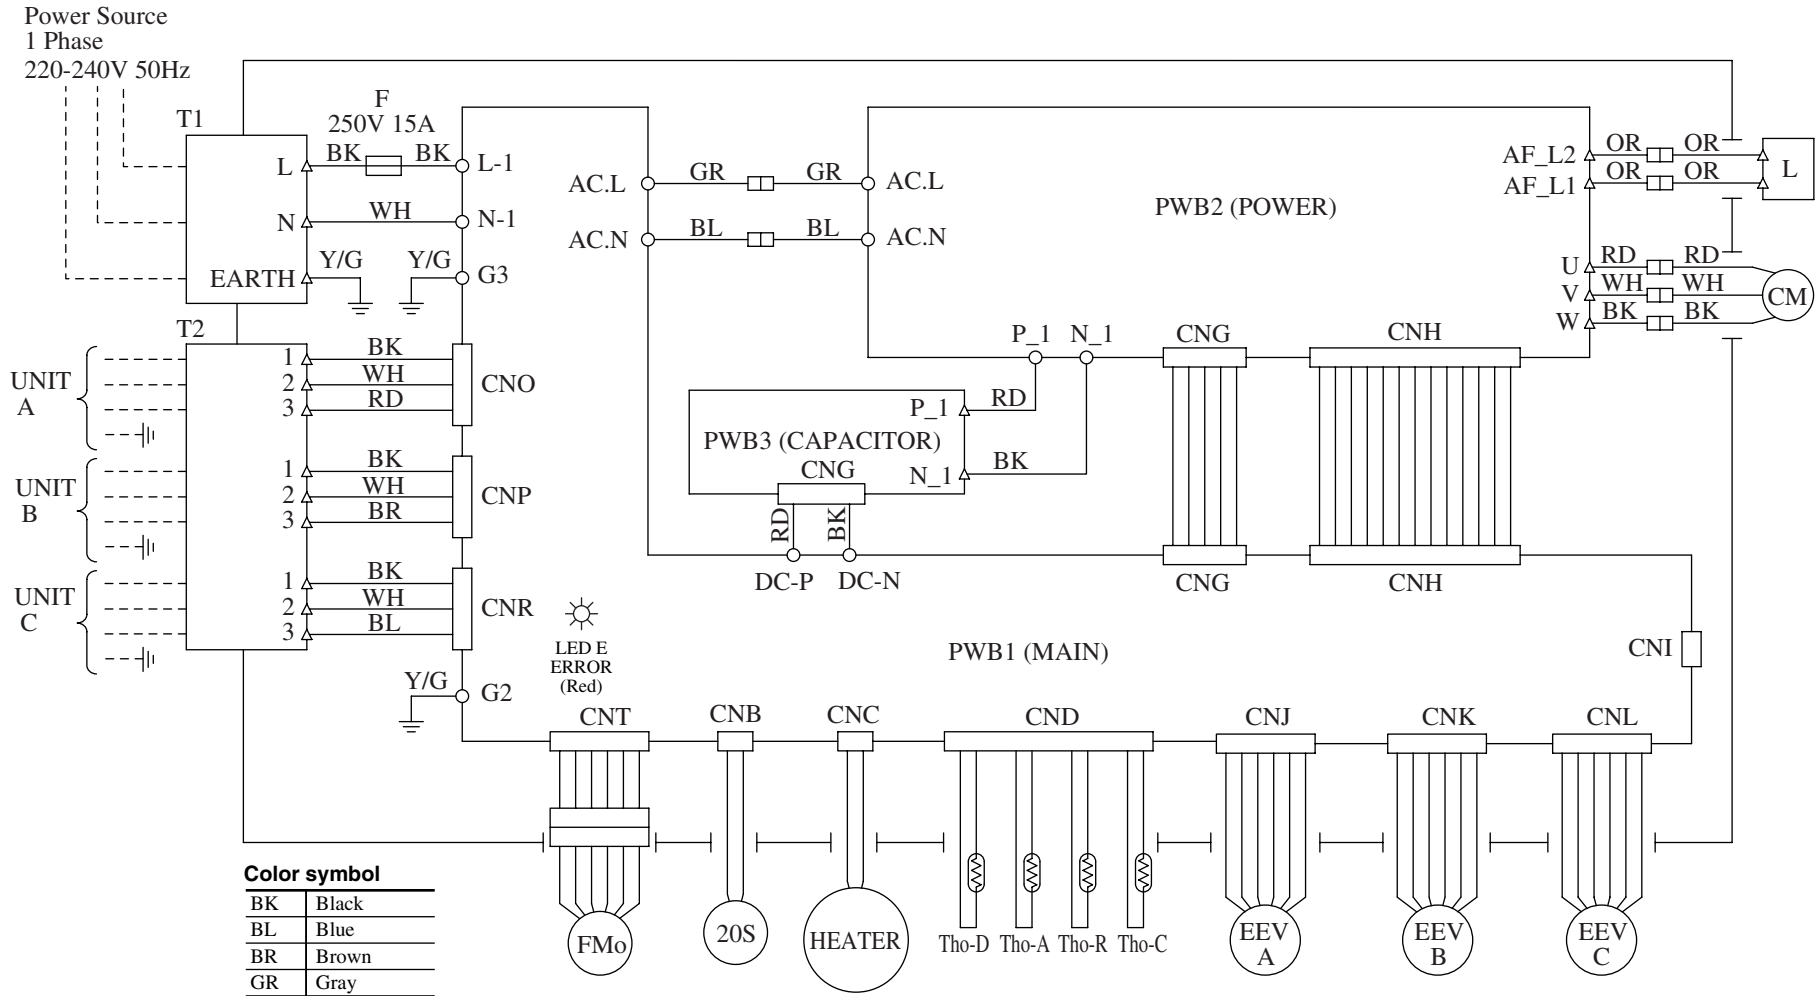 Power Source
1 Phase
220-240V 50Hz
T1
F
250V 15A
L BK BK L-1
N WH N-1
EARTH Y/G Y/G G3
AC.L GR GR AC.L
AC.N BL BL AC.N
PWB2 (POWER)
AF_L2 OR OR
AF_L1 OR OR
L
U RD RD
V WH WH
W BK BK
CM
T2
UNIT
A
1 BK
2 WH
3 RD
CNO
UNIT
B
1 BK
2 WH
3 BR
CNP
UNIT
C
1 BK
2 WH
3 BL
CNR
Y/G G2
P_1 N_1 CNG CNH
P_1 RD
PWB3 (CAPACITOR)
CNG N_1 BK
RD BK
DC-P DC-N CNG CNH
LED E
ERROR
(Red)
PWB1 (MAIN)
CNI
CNT CNB CNC CND CNJ CNK CNL
FMo
20S
HEATER
Tho-D Tho-A Tho-R Tho-C
EEV
A
EEV
B
EEV
C
Color symbol
BK Black
BL Blue
BR Brown
GR Gray